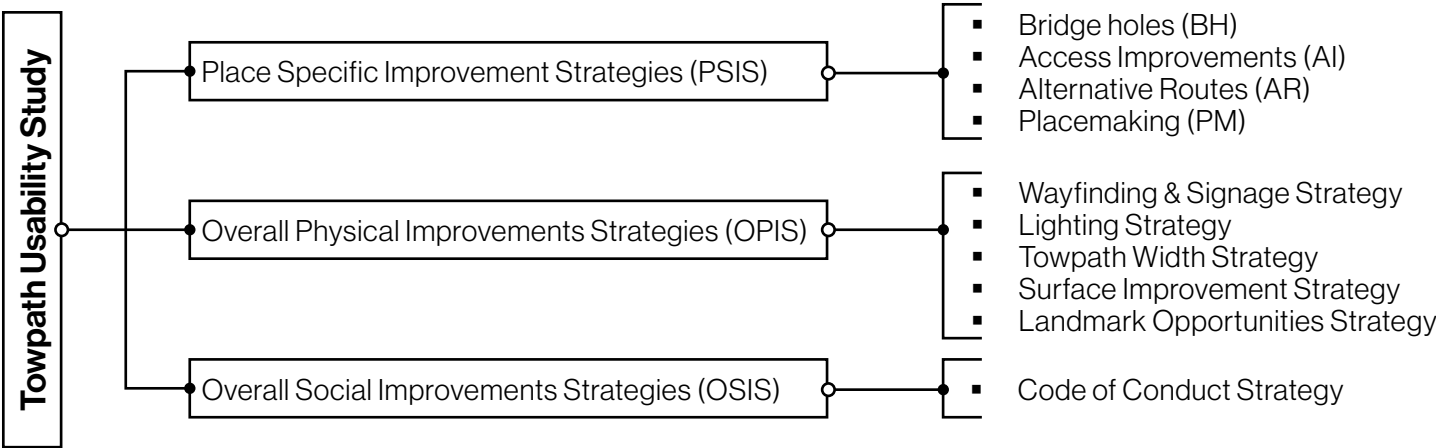 Towpath Usability Study
Place Specific Improvement Strategies (PSIS)
▪ Bridge holes (BH)
▪ Access Improvements (AI)
▪ Alternative Routes (AR)
▪ Placemaking (PM)
Overall Physical Improvements Strategies (OPIS)
▪ Wayfinding & Signage Strategy
▪ Lighting Strategy
▪ Towpath Width Strategy
▪ Surface Improvement Strategy
▪ Landmark Opportunities Strategy
Overall Social Improvements Strategies (OSIS)
▪ Code of Conduct Strategy